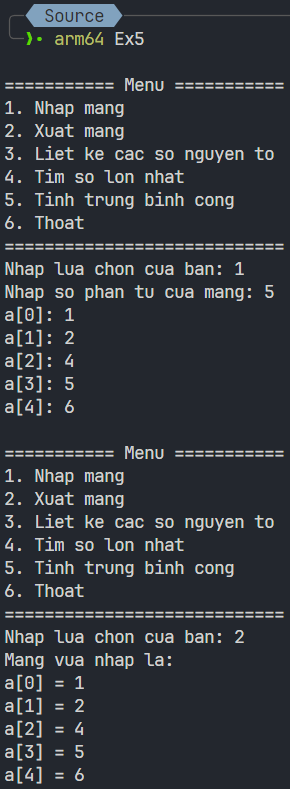 Source
❯• arm64 Ex5
=========== Menu ===========
1. Nhap mang
2. Xuat mang
3. Liet ke cac so nguyen to
4. Tim so lon nhat
5. Tinh trung binh cong
6. Thoat
============================
Nhap lua chon cua ban: 1
Nhap so phan tu cua mang: 5
a[0]: 1
a[1]: 2
a[2]: 4
a[3]: 5
a[4]: 6
=========== Menu ===========
1. Nhap mang
2. Xuat mang
3. Liet ke cac so nguyen to
4. Tim so lon nhat
5. Tinh trung binh cong
6. Thoat
============================
Nhap lua chon cua ban: 2
Mang vua nhap la:
a[0] = 1
a[1] = 2
a[2] = 4
a[3] = 5
a[4] = 6